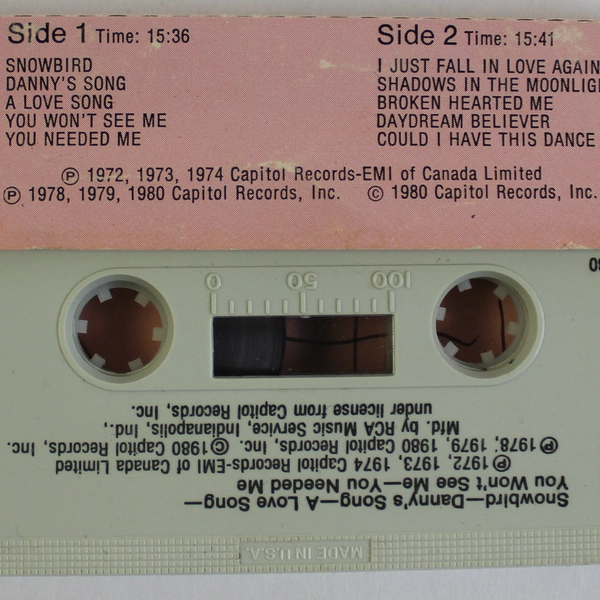 Side 1 Time: 15:36
SNOWBIRD
DANNY'S SONG
A LOVE SONG
YOU WON'T SEE ME
YOU NEEDED ME
Side 2 Time: 15:41
I JUST FALL IN LOVE AGAIN
SHADOWS IN THE MOONLIGH
BROKEN HEARTED ME
DAYDREAM BELIEVER
COULD I HAVE THIS DANCE
Ⓟ 1972, 1973, 1974 Capitol Records-EMI of Canada Limited
Ⓟ 1978, 1979, 1980 Capitol Records, Inc. © 1980 Capitol Records, Inc.
0 50 100
Snowbird—Danny's Song—A Love Song—
You Won't See Me—You Needed Me
Ⓟ1972, 1973, 1974 Capitol Records-EMI of Canada Limited
Ⓟ1978, 1979, 1980 Capitol Records, Inc. ©1980 Capitol Records, Inc.
Mfd. by RCA Music Service, Indianapolis, Ind.,
under license from Capitol Records, Inc.
MADE IN U.S.A.